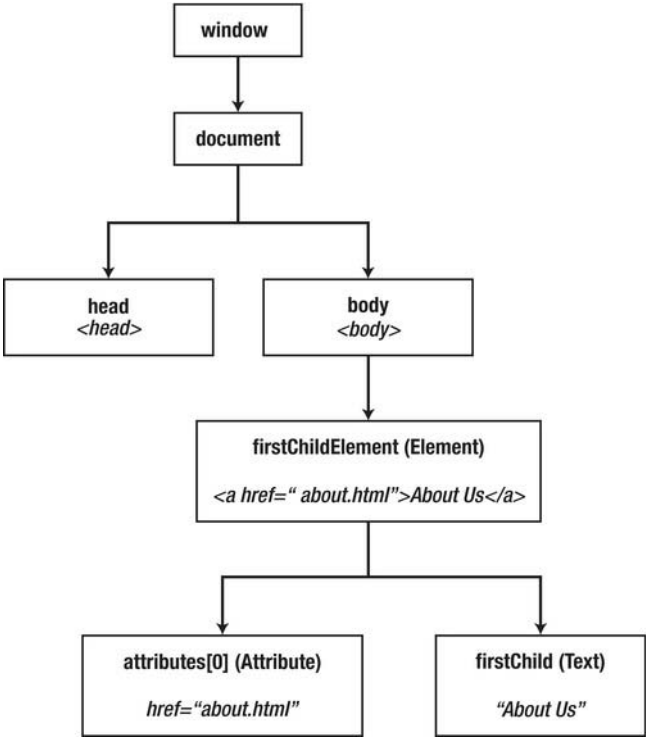 window
document
head
<head>
body
<body>
firstChildElement (Element)
<a href=“ about.html”>About Us</a>
attributes[0] (Attribute)
href=“about.html”
firstChild (Text)
“About Us”